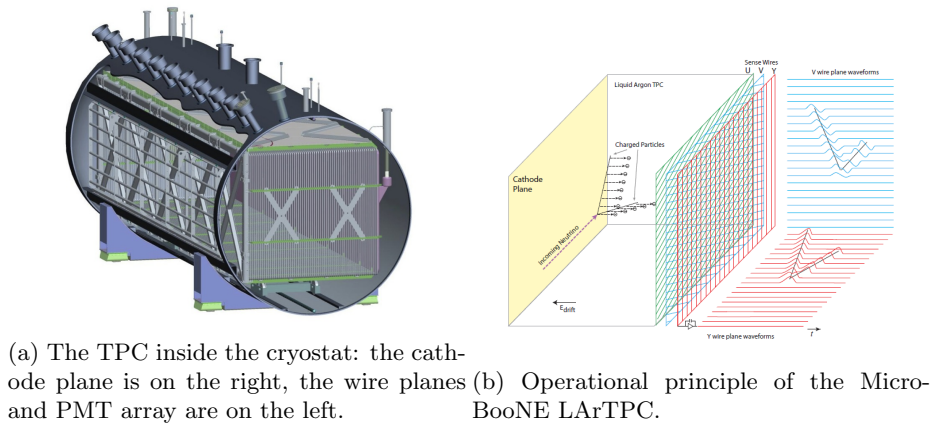 Sense Wires
U V Y
V wire plane waveforms
Liquid Argon TPC
Charged Particles
Cathode
Plane
Incoming Neutrino
Edrift
Y wire plane waveforms
t
(a) The TPC inside the cryostat: the cath-
ode plane is on the right, the wire planes
and PMT array are on the left.
(b) Operational principle of the Micro-
BooNE LArTPC.